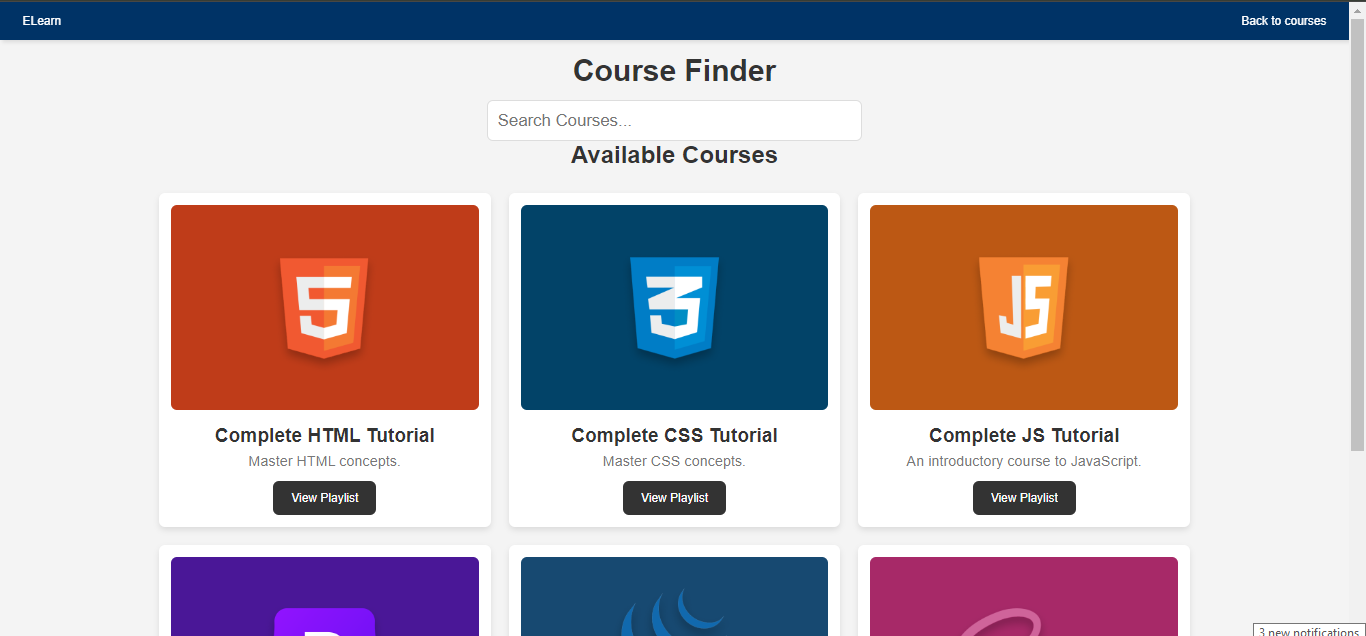 ELearn
Back to courses
Course Finder
Search Courses...
Available Courses
5
3
JS
Complete HTML Tutorial
Complete CSS Tutorial
Complete JS Tutorial
Master HTML concepts.
Master CSS concepts.
An introductory course to JavaScript.
View Playlist
View Playlist
View Playlist
3 new notifications